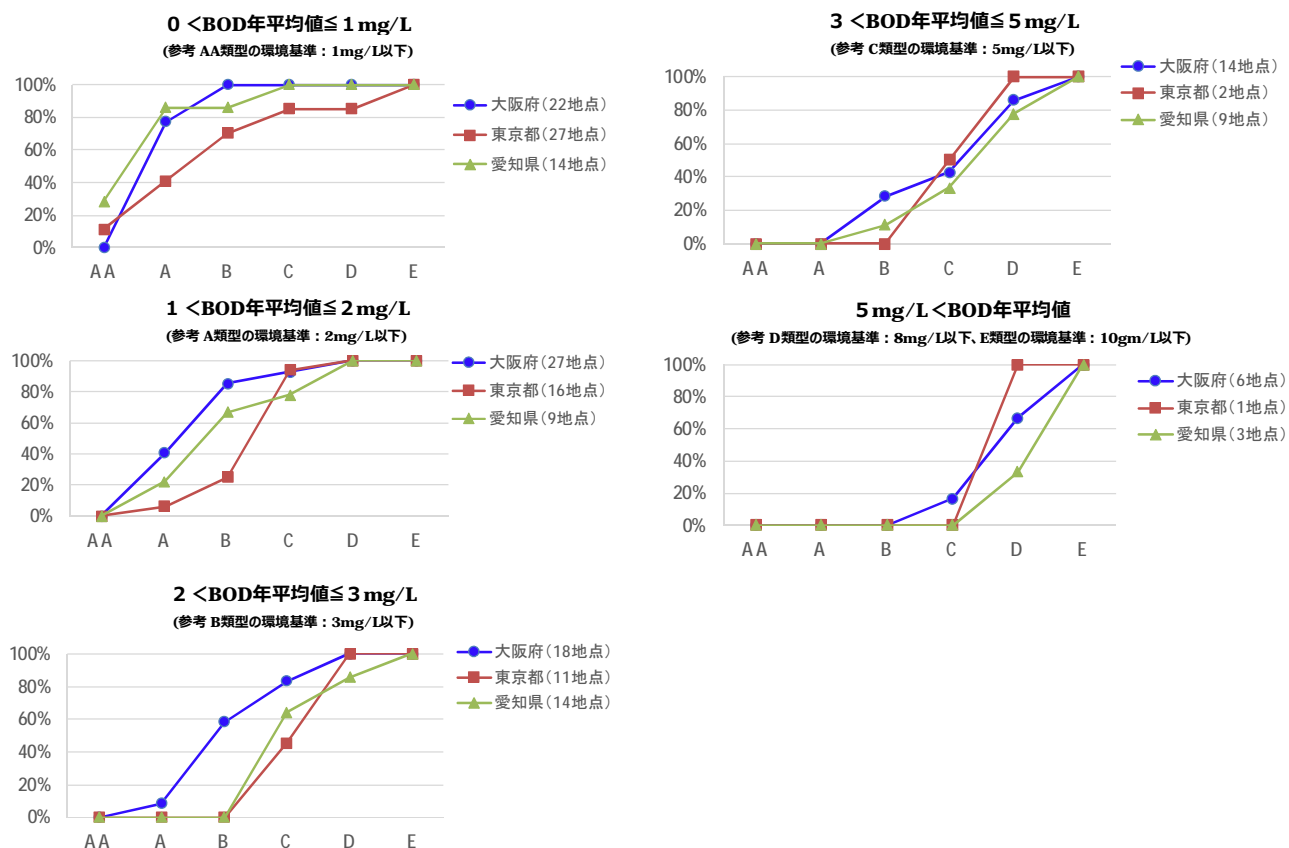 0 <BOD年平均値≦1mg/L
(参考 AA類型の環境基準：1mg/L以下)
100%
80%
60%
40%
20%
0%
AA A B C D E
大阪府(22地点)
東京都(27地点)
愛知県(14地点)
3 <BOD年平均値≦5mg/L
(参考 C類型の環境基準：5mg/L以下)
100%
80%
60%
40%
20%
0%
AA A B C D E
大阪府(14地点)
東京都(2地点)
愛知県(9地点)
1 <BOD年平均値≦2mg/L
(参考 A類型の環境基準：2mg/L以下)
100%
80%
60%
40%
20%
0%
AA A B C D E
大阪府(27地点)
東京都(16地点)
愛知県(9地点)
5mg/L<BOD年平均値
(参考 D類型の環境基準：8mg/L以下、E類型の環境基準：10gm/L以下)
100%
80%
60%
40%
20%
0%
AA A B C D E
大阪府(6地点)
東京都(1地点)
愛知県(3地点)
2 <BOD年平均値≦3mg/L
(参考 B類型の環境基準：3mg/L以下)
100%
80%
60%
40%
20%
0%
AA A B C D E
大阪府(18地点)
東京都(11地点)
愛知県(14地点)